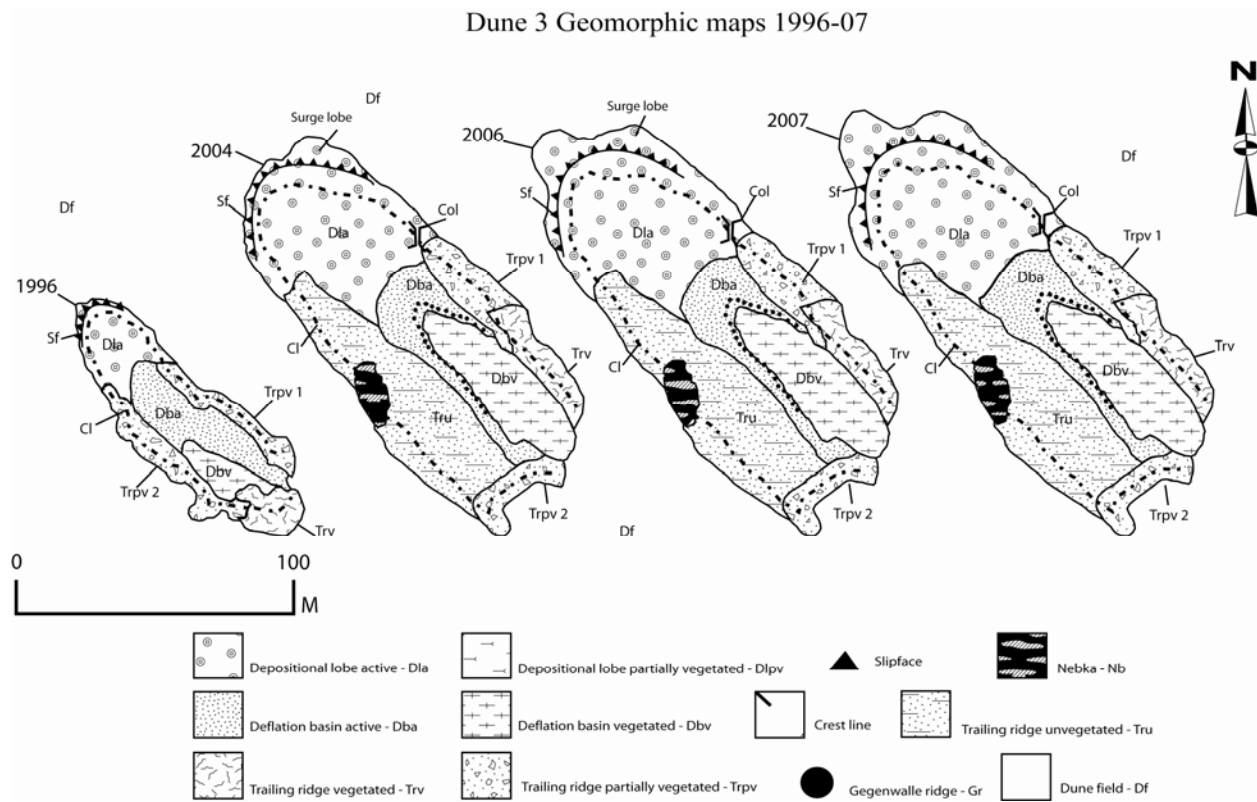 Dune 3 Geomorphic maps 1996-07
N
Df
Surge lobe
2004
Sf
Dla
Col
Trpv 1
Dba
Cl
Dbv
Trv
Tru
Trpv 2
Df
1996
Sf
Dla
Dba
Trpv 1
Cl
Dbv
Trpv 2
Trv
Surge lobe
2006
Sf
Dla
Col
Trpv 1
Dba
Cl
Dbv
Trv
Tru
Trpv 2
Df
2007
Df
Sf
Dla
Col
Trpv 1
Dba
Cl
Dbv
Trv
Tru
Trpv 2
0 100
M
Depositional lobe active - Dla
Depositional lobe partially vegetated - Dlpv
Slipface
Nebka - Nb
Deflation basin active - Dba
Deflation basin vegetated - Dbv
Crest line
Trailing ridge unvegetated - Tru
Trailing ridge vegetated - Trv
Trailing ridge partially vegetated - Trpv
Gegenwalle ridge - Gr
Dune field - Df